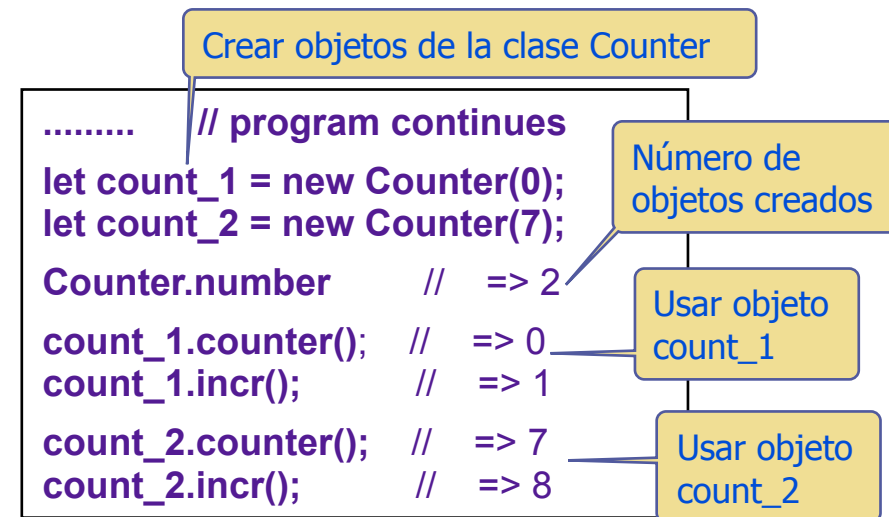 Crear objetos de la clase Counter
......... // program continues
let count_1 = new Counter(0);
let count_2 = new Counter(7);
Número de
objetos creados
Counter.number // => 2
Usar objeto
count_1
count_1.counter(); // => 0
count_1.incr(); // => 1
count_2.counter(); // => 7
count_2.incr(); // => 8
Usar objeto
count_2